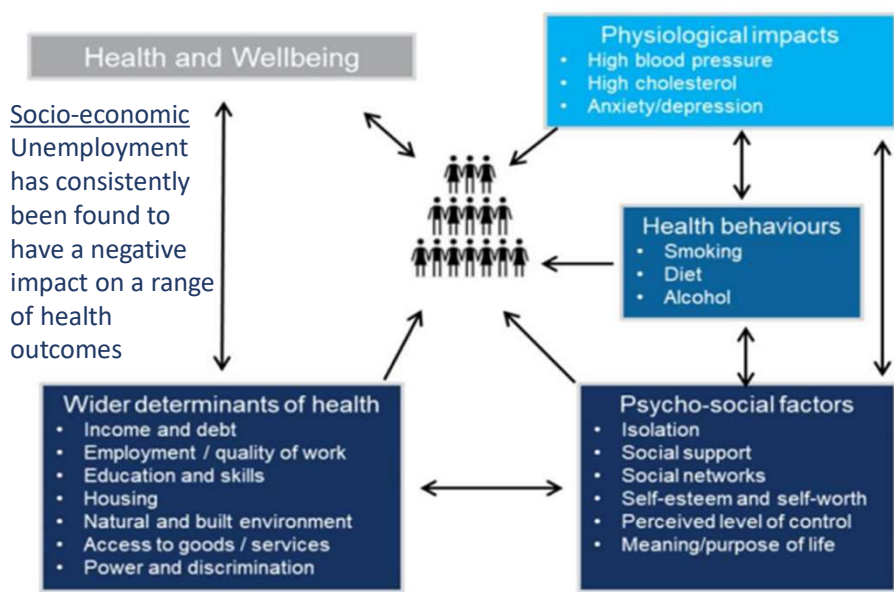 Health and Wellbeing
Socio-economic
Unemployment
has consistently
been found to
have a negative
impact on a range
of health
outcomes
Physiological impacts
• High blood pressure
• High cholesterol
• Anxiety/depression
Health behaviours
• Smoking
• Diet
• Alcohol
Wider determinants of health
• Income and debt
• Employment / quality of work
• Education and skills
• Housing
• Natural and built environment
• Access to goods / services
• Power and discrimination
Psycho-social factors
• Isolation
• Social support
• Social networks
• Self-esteem and self-worth
• Perceived level of control
• Meaning/purpose of life